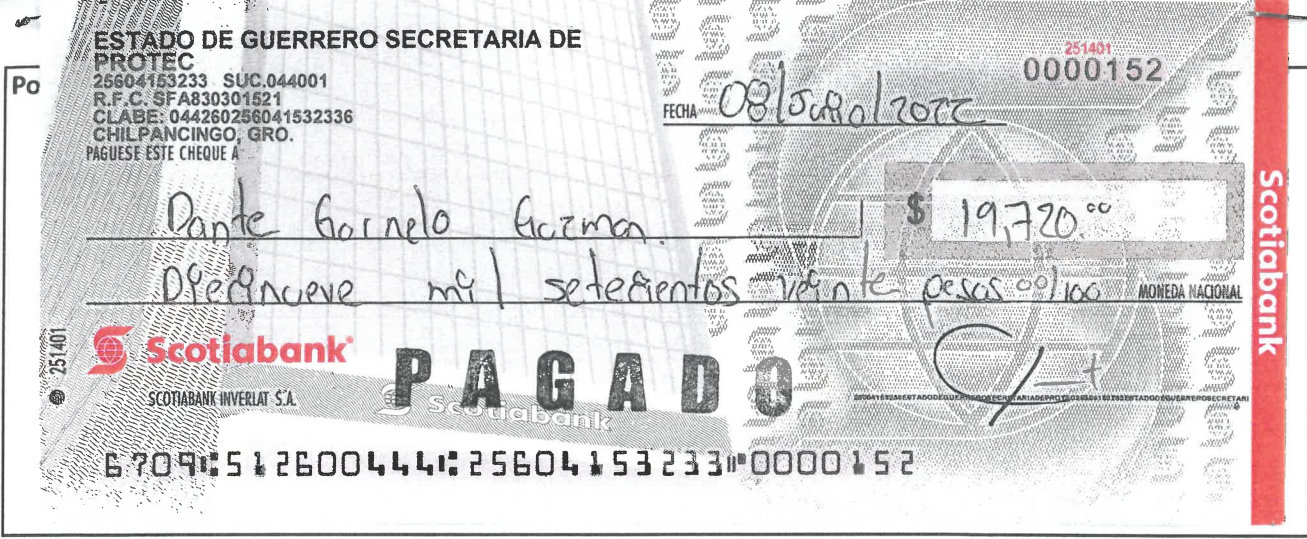 ESTADO DE GUERRERO SECRETARIA DE
PROTEC
25604153233 SUC.044001
R.F.C. SFA830301521
CLABE: 044260256041532336
CHILPANCINGO, GRO.
PAGUESE ESTE CHEQUE A
Po
251401
0000152
FECHA 08/Junio/2022
Dante Gornelo Guzman.
$ 19,720.00
Diecinueve mil setecientos veinte pesos 00/100 MONEDA NACIONAL
Scotiabank
251401
Scotiabank
SCOTIABANK INVERLAT S.A.
PAGADO
Scotiabank
6709 512600444 25604153233 0000152